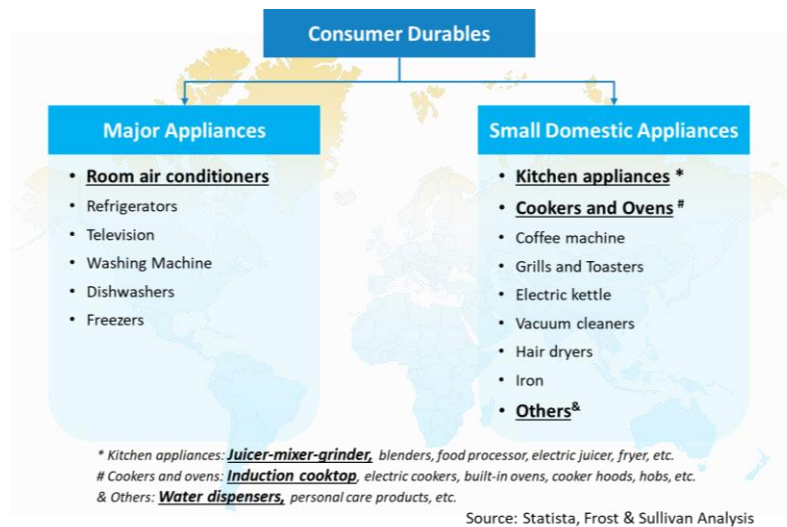 Consumer Durables
Major Appliances
• Room air conditioners
• Refrigerators
• Television
• Washing Machine
• Dishwashers
• Freezers
Small Domestic Appliances
• Kitchen appliances *
• Cookers and Ovens #
• Coffee machine
• Grills and Toasters
• Electric kettle
• Vacuum cleaners
• Hair dryers
• Iron
• Others&
* Kitchen appliances: Juicer-mixer-grinder, blenders, food processor, electric juicer, fryer, etc.
# Cookers and ovens: Induction cooktop, electric cookers, built-in ovens, cooker hoods, hobs, etc.
& Others: Water dispensers, personal care products, etc.
Source: Statista, Frost & Sullivan Analysis